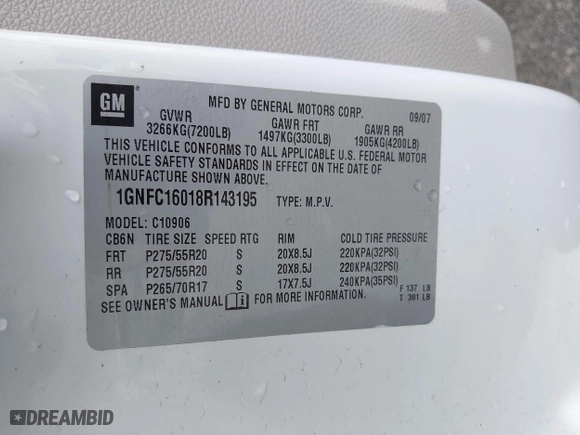 GM
MFD BY GENERAL MOTORS CORP. 09/07
GVWR GAWR FRT GAWR RR
3266KG(7200LB) 1497KG(3300LB) 1905KG(4200LB)
THIS VEHICLE CONFORMS TO ALL APPLICABLE U.S. FEDERAL MOTOR
VEHICLE SAFETY STANDARDS IN EFFECT ON THE DATE OF
MANUFACTURE SHOWN ABOVE.
1GNFC16018R143195 TYPE: M.P.V.
MODEL: C10906
CB6N TIRE SIZE SPEED RTG RIM COLD TIRE PRESSURE
FRT P275/55R20 S 20X8.5J 220KPA(32PSI)
RR P275/55R20 S 20X8.5J 220KPA(32PSI)
SPA P265/70R17 S 17X7.5J 240KPA(35PSI)
SEE OWNER'S MANUAL i FOR MORE INFORMATION.
F 137 LB
T 301 LB
DREAMBID